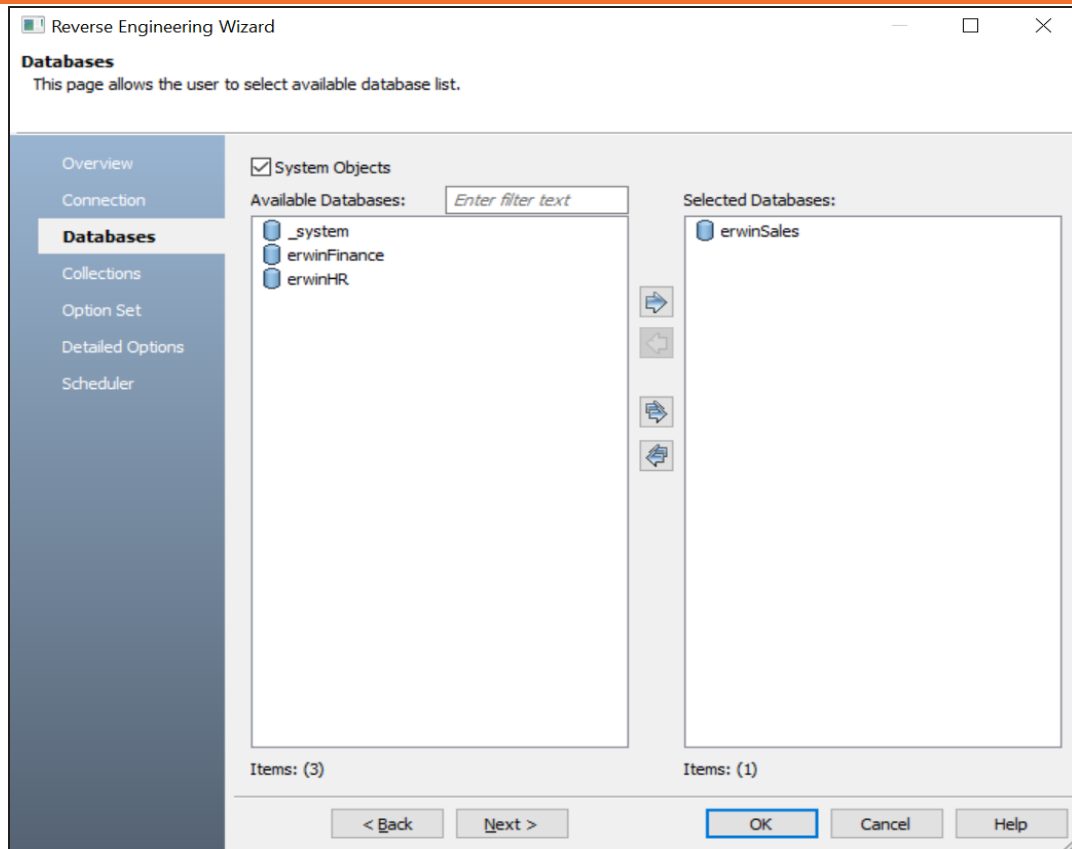 Reverse Engineering Wizard
Databases
This page allows the user to select available database list.
Overview
Connection
Databases
Collections
Option Set
Detailed Options
Scheduler
System Objects
Available Databases:
Enter filter text
_system
erwinFinance
erwinHR
Items: (3)
Selected Databases:
erwinSales
Items: (1)
< Back
Next >
OK
Cancel
Help